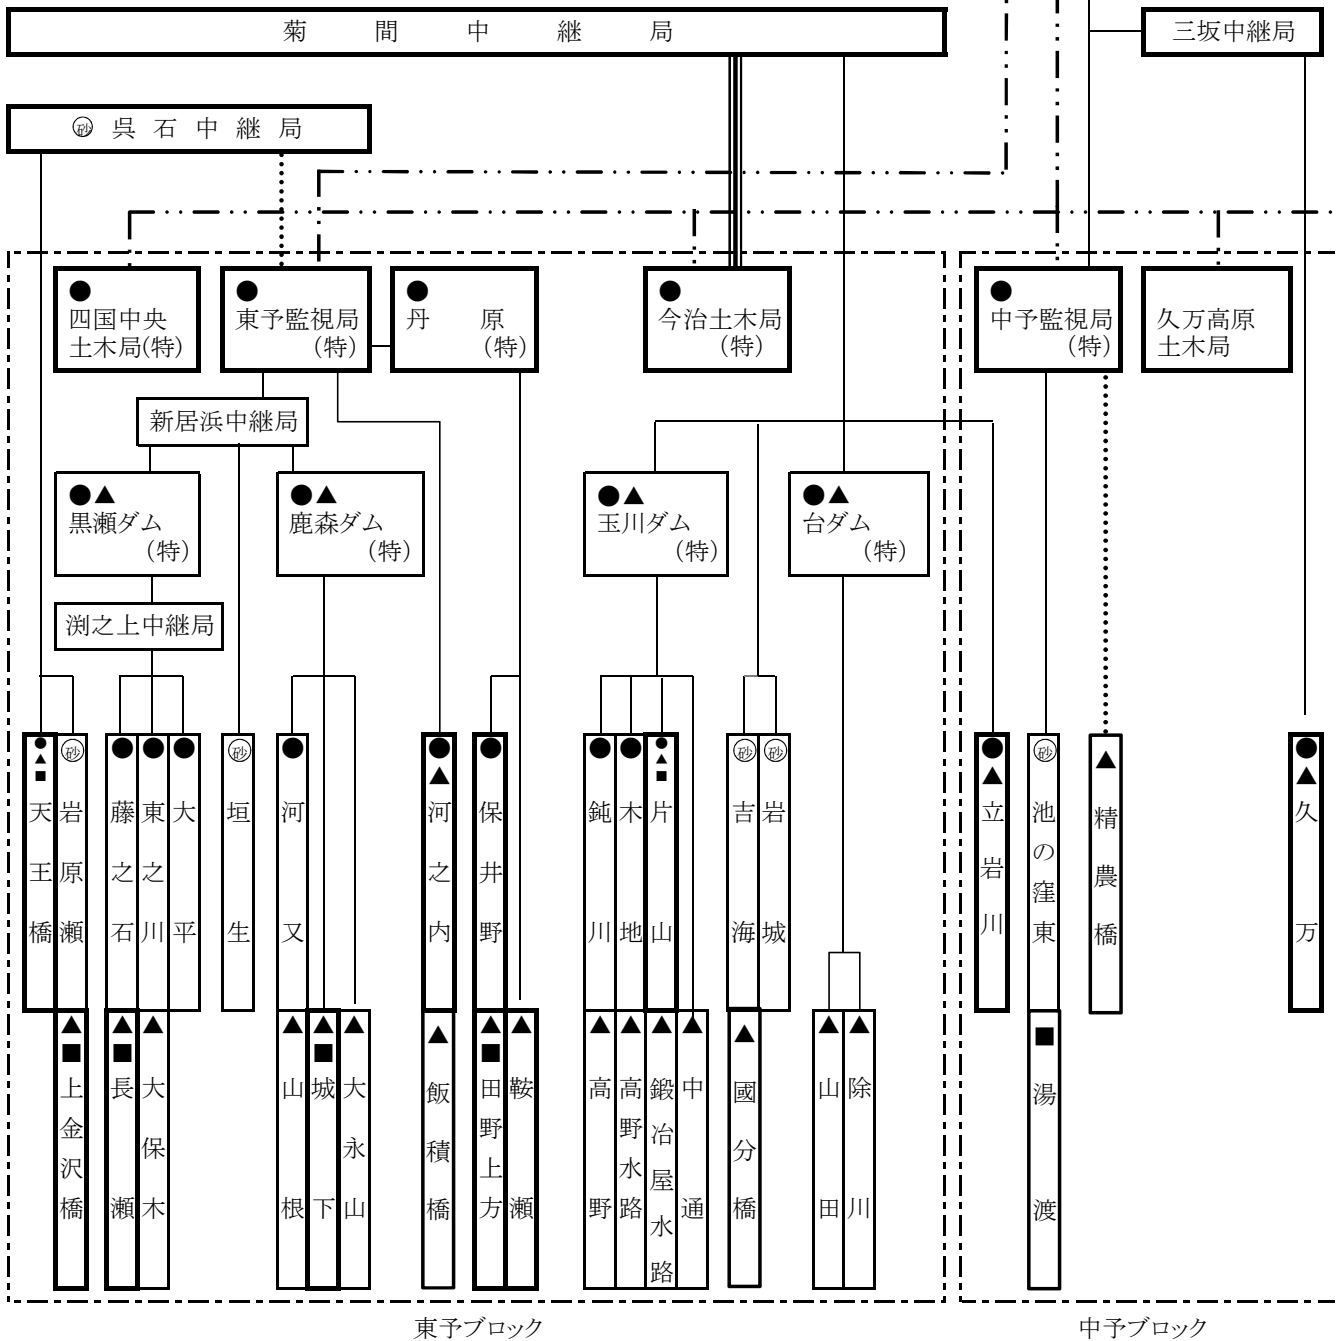 菊間中継局
三坂中継局
砂 呉石中継局
●
四国中央
土木局(特)
●
東予監視局
(特)
●
丹原
(特)
●
今治土木局
(特)
●
中予監視局
(特)
久万高原
土木局
新居浜中継局
●▲
黒瀬ダム
(特)
●▲
鹿森ダム
(特)
●▲
玉川ダム
(特)
●▲
台ダム
(特)
渕之上中継局
●▲■天王橋
砂岩原瀬
●藤之石
●東之川
●大平
砂垣生
●河又
●▲河之内
●保井野
●鈍川
●木地
●▲■片山
砂吉海
砂岩城
●▲立岩川
砂池の窪東
▲精農橋
●▲久万
▲■上金沢橋
▲■長瀬
▲大保木
▲山根
▲■城下
▲大永山
▲飯積橋
▲■田野上方
▲鞍瀬
▲高野
▲高野水路
▲鍛冶屋水路
▲中通
▲國分橋
▲山田
▲除川
■湯渡
東予ブロック
中予ブロック